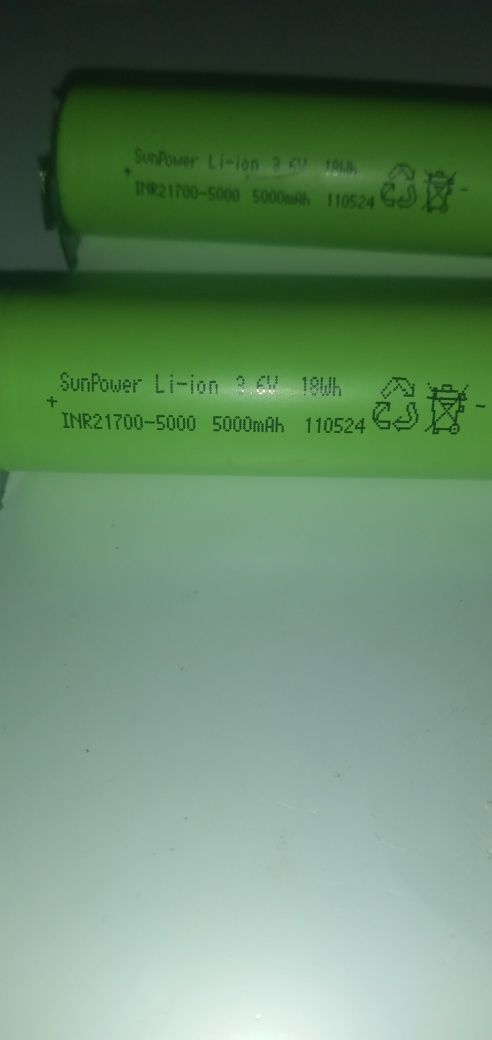 SunPower Li-ion 3.6V 18Wh
+ -
INR21700-5000 5000mAh 110524
SunPower Li-ion 3.6V 18Wh
+ -
INR21700-5000 5000mAh 110524